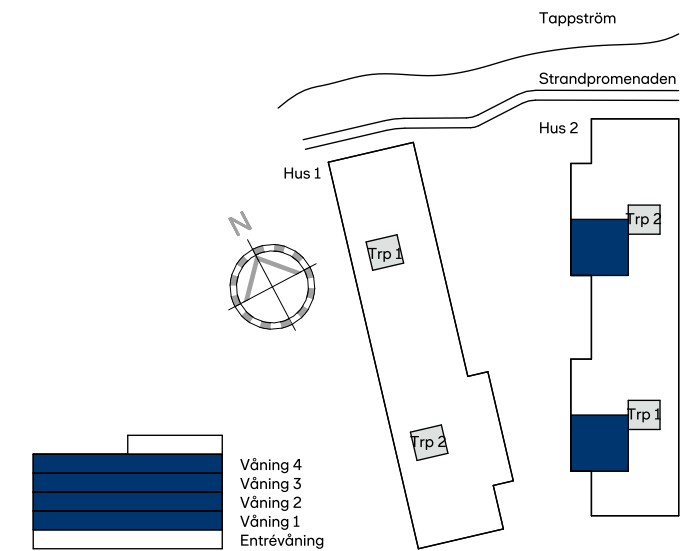 Tappström
Strandpromenaden
Hus 2
Hus 1
Trp 2
N
Trp 1
Trp 1
Trp 2
Våning 4
Våning 3
Våning 2
Våning 1
Entrévåning